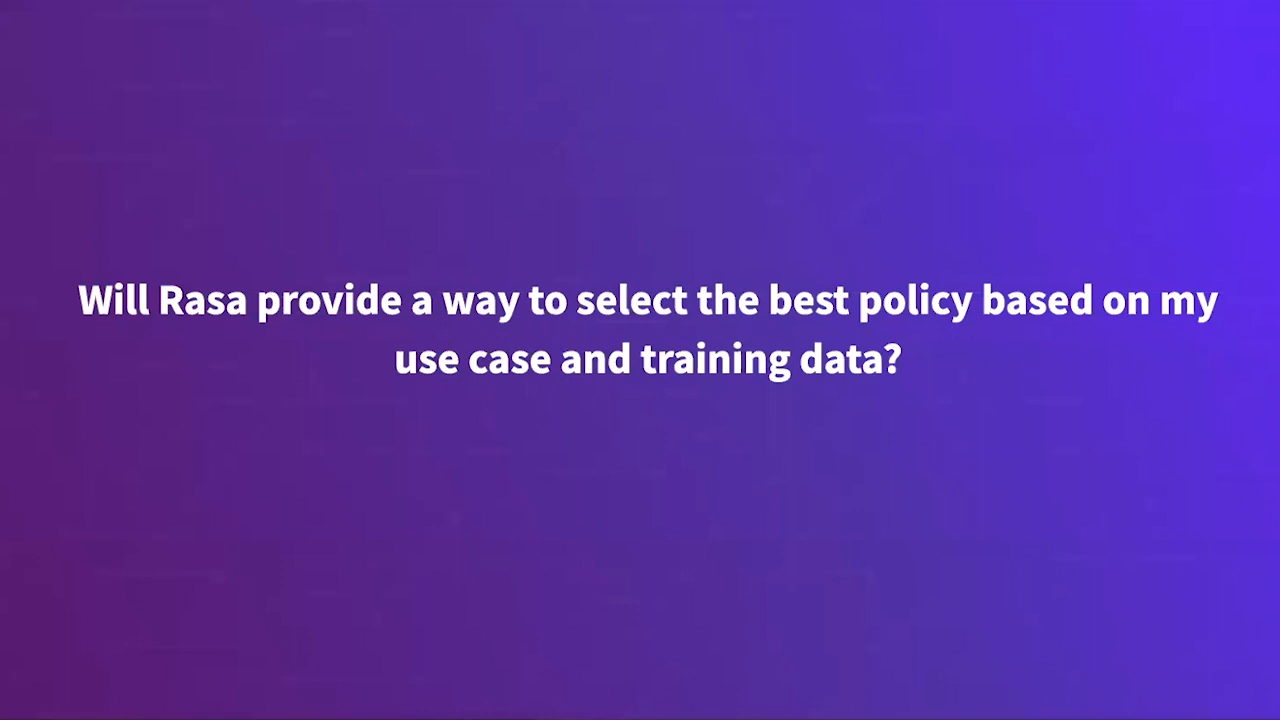 Will Rasa provide a way to select the best policy based on my
use case and training data?